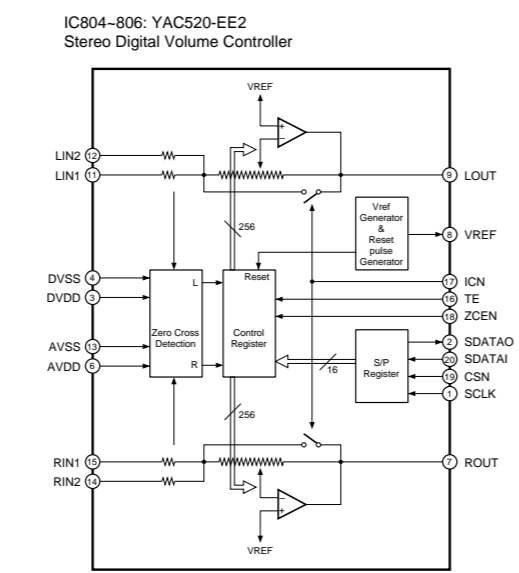 IC804~806: YAC520-EE2
Stereo Digital Volume Controller
VREF
+
−
LIN2 12
LIN1 11
9 LOUT
256
Vref
Generator
&
Reset
pulse
Generator
8 VREF
DVSS 4
DVDD 3
L
Reset
17 ICN
16 TE
18 ZCEN
Zero Cross
Detection
Control
Register
AVSS 13
AVDD 6
R
16
S/P
Register
2 SDATAO
20 SDATAI
19 CSN
1 SCLK
256
RIN1 15
RIN2 14
7 ROUT
−
+
VREF